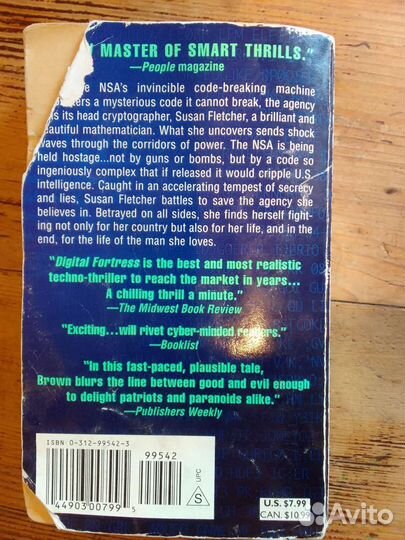 MASTER OF SMART THRILLS."
—People magazine
NSA's invincible code-breaking machine
a mysterious code it cannot break, the agency
its head cryptographer, Susan Fletcher, a brilliant and
beautiful mathematician. What she uncovers sends shock
waves through the corridors of power. The NSA is being
held hostage...not by guns or bombs, but by a code so
ingeniously complex that if released it would cripple U.S.
intelligence. Caught in an accelerating tempest of secrecy
and lies, Susan Fletcher battles to save the agency she
believes in. Betrayed on all sides, she finds herself fight-
ing not only for her country but also for her life, and in the
end, for the life of the man she loves.
"Digital Fortress is the best and most realistic
techno-thriller to reach the market in years...
A chilling thrill a minute."
—The Midwest Book Review
"Exciting...will rivet cyber-minded readers."
—Booklist
"In this fast-paced, plausible tale,
Brown blurs the line between good and evil enough
to delight patriots and paranoids alike."
—Publishers Weekly
ISBN 0-312-99542-3
99542
44903 00799 5
UPC
S
U.S. $7.99
CAN. $10.99
Avito